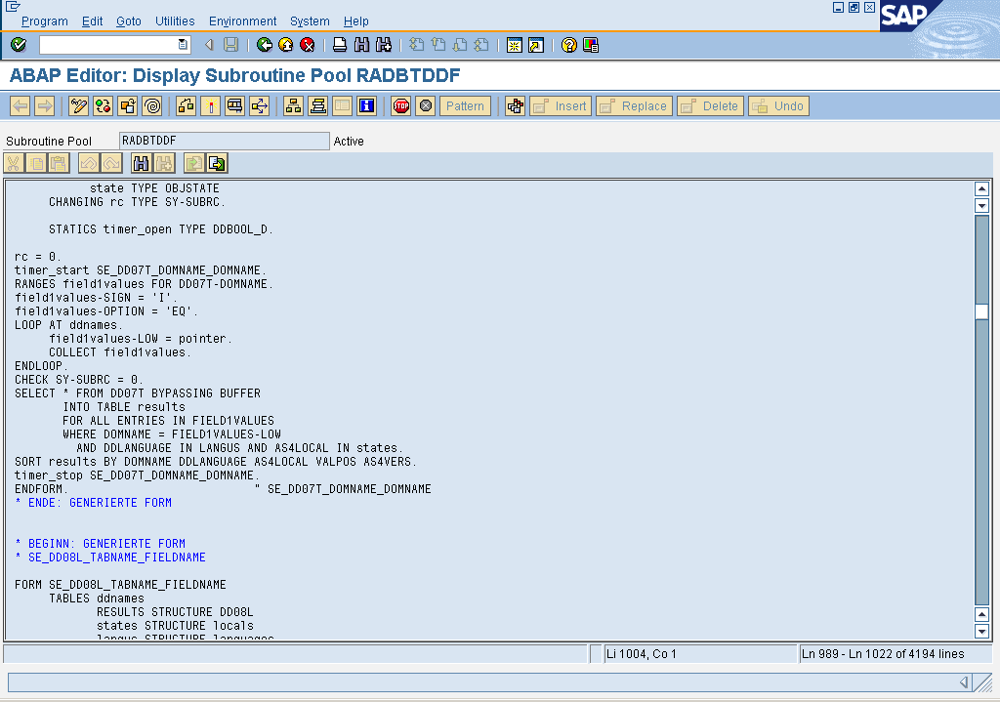 Program Edit Goto Utilities Environment System Help
SAP
ABAP Editor: Display Subroutine Pool RADBTDDF
STOP Pattern Insert Replace Delete Undo
Subroutine Pool RADBTDDF Active
state TYPE OBJSTATE
CHANGING rc TYPE SY-SUBRC.
STATICS timer_open TYPE DDBOOL_D.
rc = 0.
timer_start SE_DD07T_DOMNAME_DOMNAME.
RANGES field1values FOR DD07T-DOMNAME.
field1values-SIGN = 'I'.
field1values-OPTION = 'EQ'.
LOOP AT ddnames.
field1values-LOW = pointer.
COLLECT field1values.
ENDLOOP.
CHECK SY-SUBRC = 0.
SELECT * FROM DD07T BYPASSING BUFFER
INTO TABLE results
FOR ALL ENTRIES IN FIELD1VALUES
WHERE DOMNAME = FIELD1VALUES-LOW
AND DDLANGUAGE IN LANGUS AND AS4LOCAL IN states.
SORT results BY DOMNAME DDLANGUAGE AS4LOCAL VALPOS AS4VERS.
timer_stop SE_DD07T_DOMNAME_DOMNAME.
ENDFORM. " SE_DD07T_DOMNAME_DOMNAME
* ENDE: GENERIERTE FORM
* BEGINN: GENERIERTE FORM
* SE_DD08L_TABNAME_FIELDNAME
FORM SE_DD08L_TABNAME_FIELDNAME
TABLES ddnames
RESULTS STRUCTURE DD08L
states STRUCTURE locals
langus STRUCTURE languages
Li 1004, Co 1 Ln 989 - Ln 1022 of 4194 lines